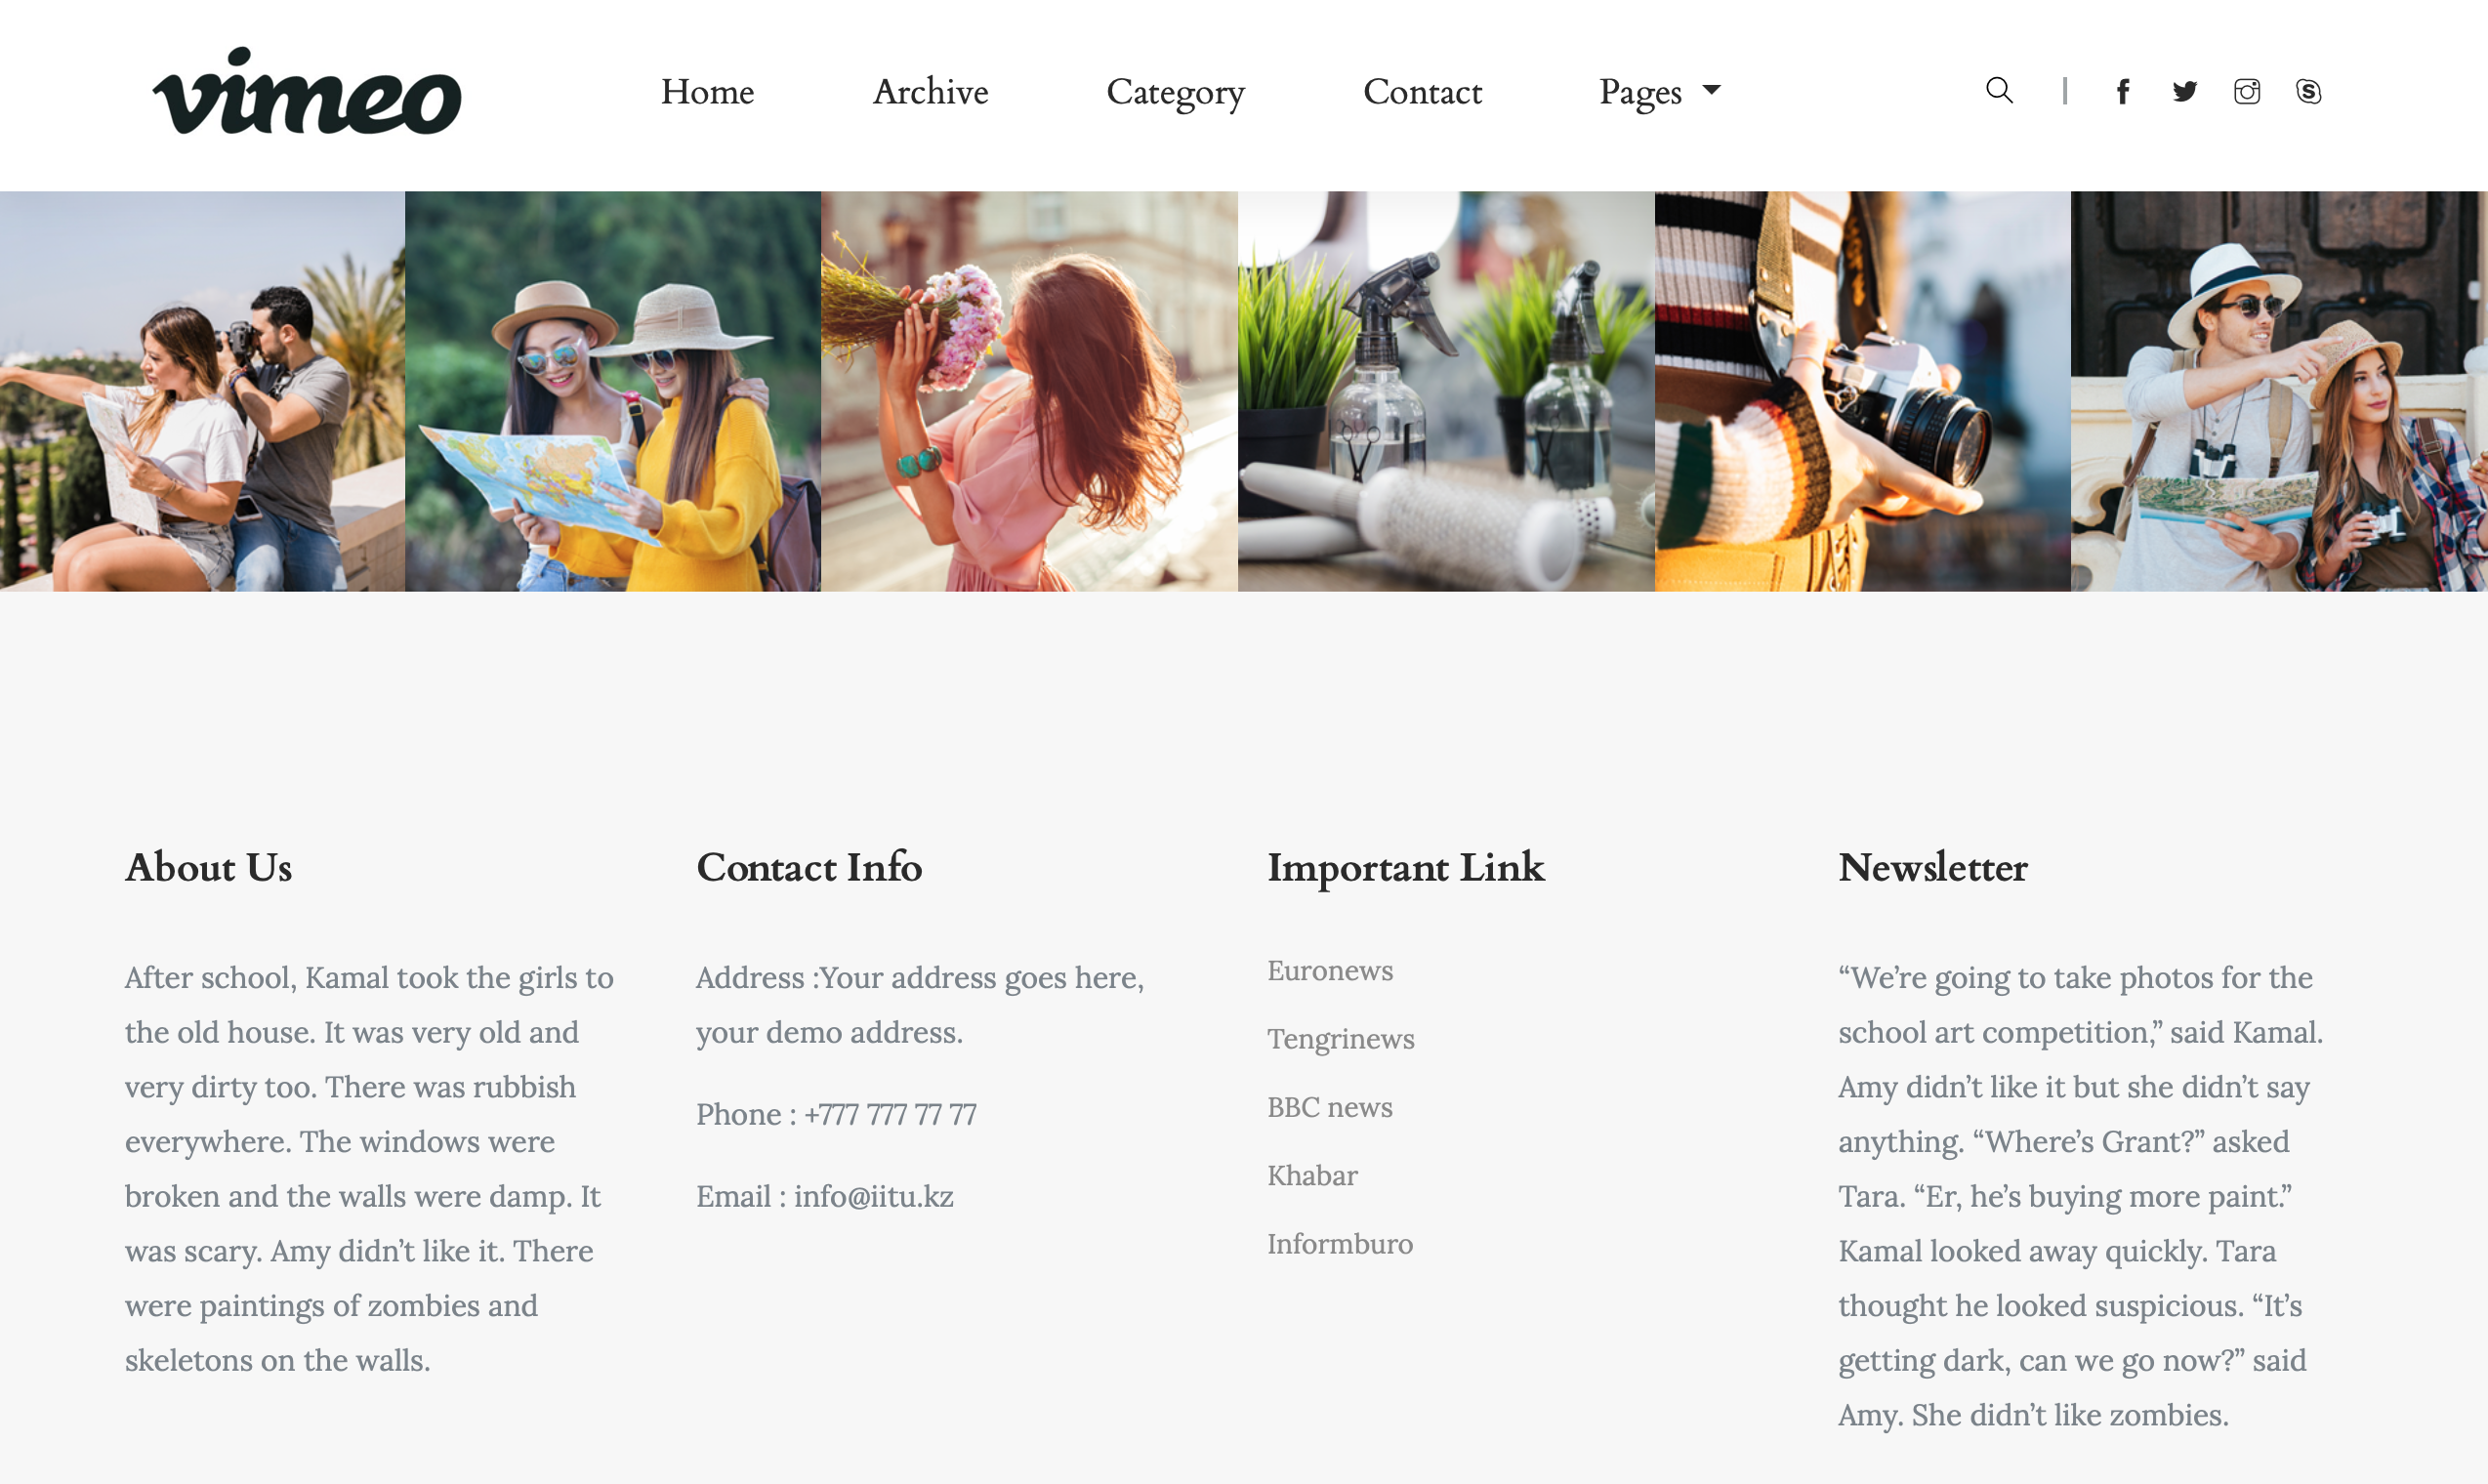 vimeo
Home
Archive
Category
Contact
Pages
About Us
After school, Kamal took the girls to
the old house. It was very old and
very dirty too. There was rubbish
everywhere. The windows were
broken and the walls were damp. It
was scary. Amy didn’t like it. There
were paintings of zombies and
skeletons on the walls.
Contact Info
Address :Your address goes here,
your demo address.
Phone : +777 777 77 77
Email : info@iitu.kz
Important Link
Euronews
Tengrinews
BBC news
Khabar
Informburo
Newsletter
“We’re going to take photos for the
school art competition,” said Kamal.
Amy didn’t like it but she didn’t say
anything. “Where’s Grant?” asked
Tara. “Er, he’s buying more paint.”
Kamal looked away quickly. Tara
thought he looked suspicious. “It’s
getting dark, can we go now?” said
Amy. She didn’t like zombies.